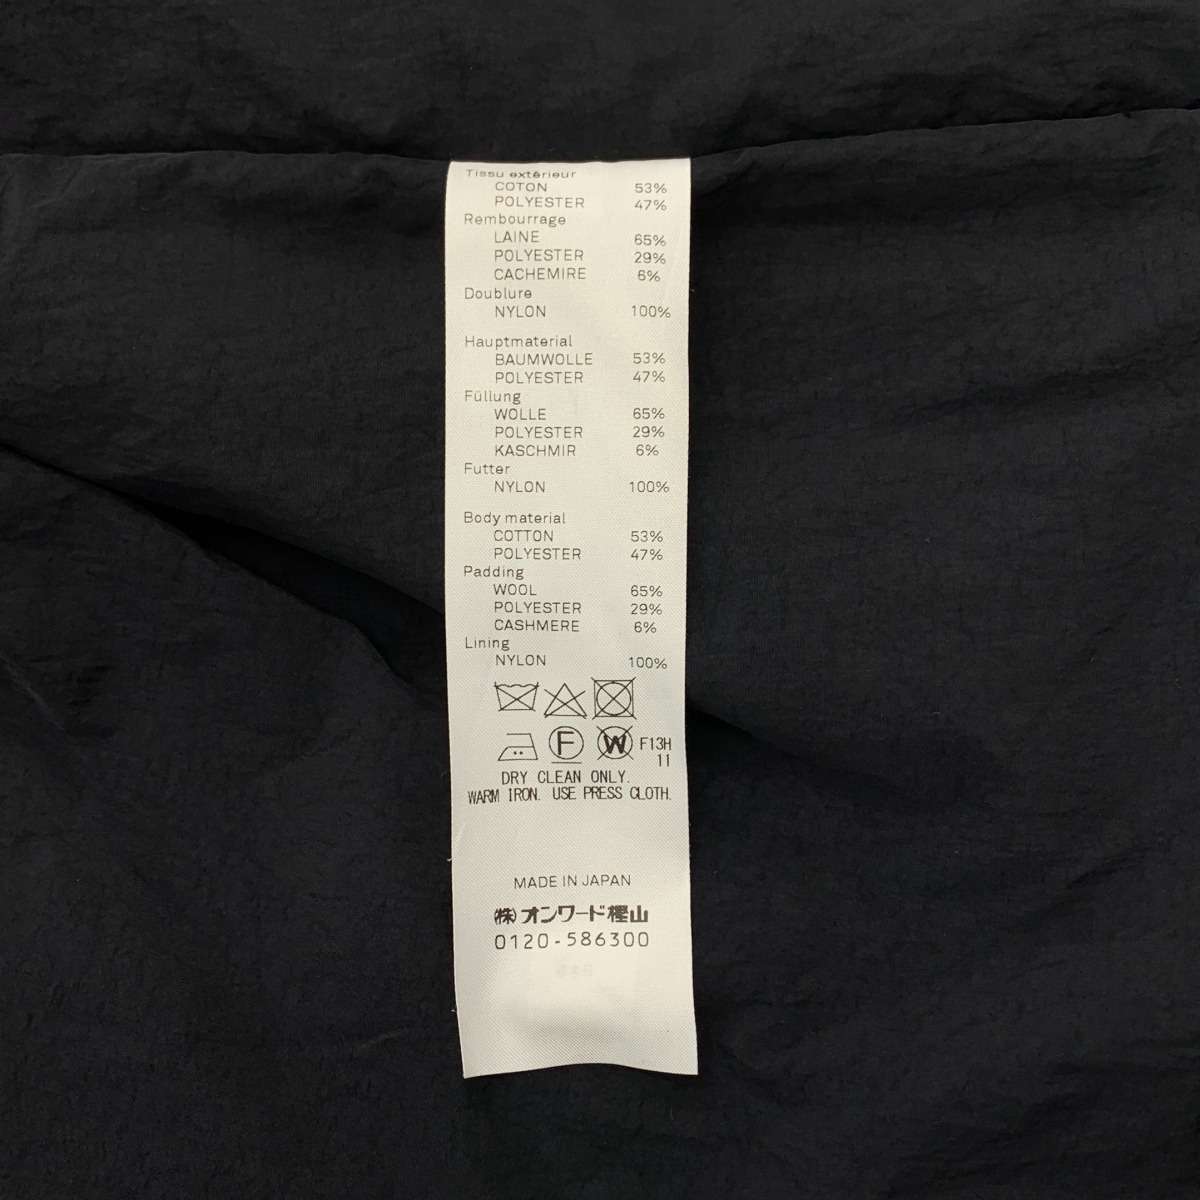 Tissu extérieur
COTON 53%
POLYESTER 47%
Rembourrage
LAINE 65%
POLYESTER 29%
CACHEMIRE 6%
Doublure
NYLON 100%
Hauptmaterial
BAUMWOLLE 53%
POLYESTER 47%
Füllung
WOLLE 65%
POLYESTER 29%
KASCHMIR 6%
Futter
NYLON 100%
Body material
COTTON 53%
POLYESTER 47%
Padding
WOOL 65%
POLYESTER 29%
CASHMERE 6%
Lining
NYLON 100%
F W F13H
11
DRY CLEAN ONLY.
WARM IRON. USE PRESS CLOTH.
MADE IN JAPAN
㈱オンワード樫山
0120-586300